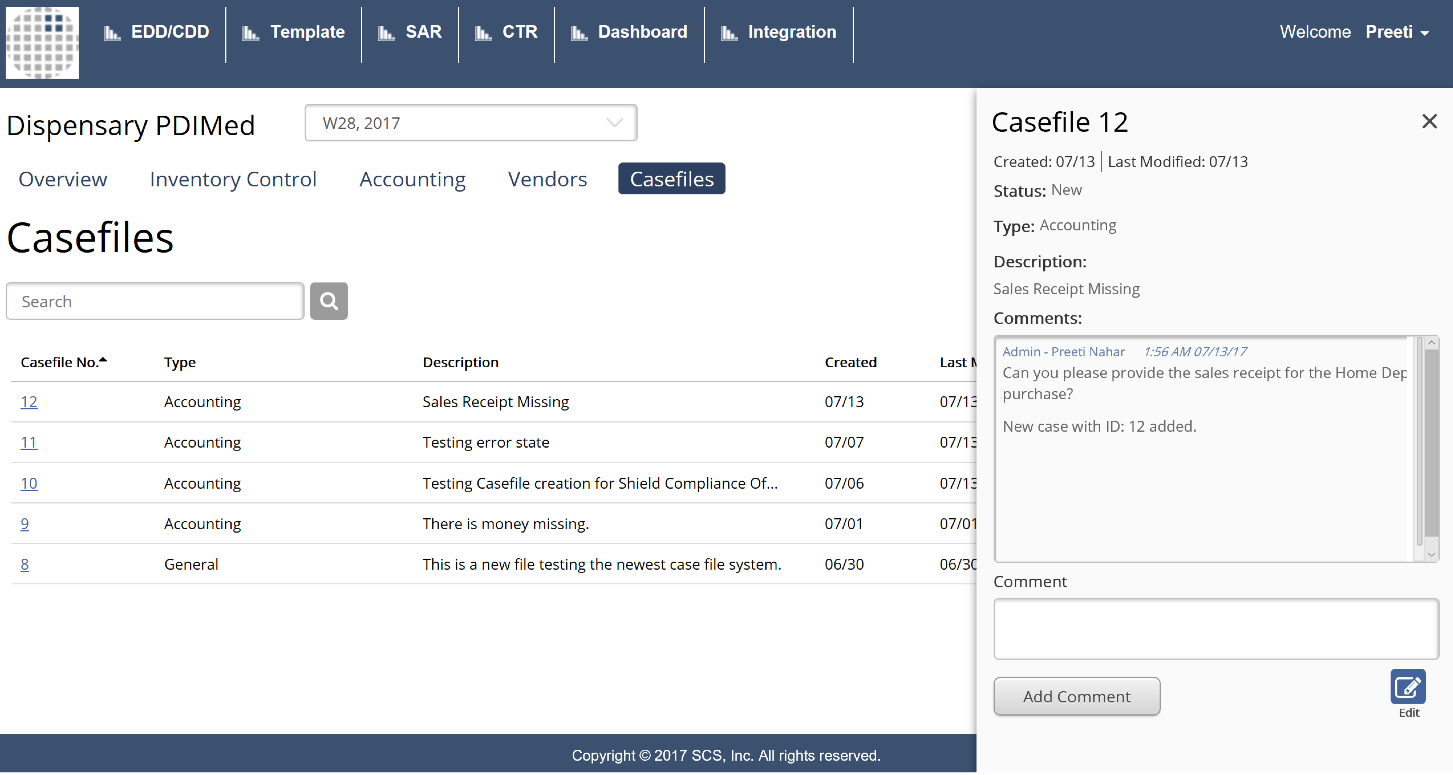 EDD/CDD Template SAR CTR Dashboard Integration Welcome Preeti
Dispensary PDIMed W28, 2017
Overview Inventory Control Accounting Vendors Casefiles
Casefiles
Search
Casefile No. Type Description Created Last M
12 Accounting Sales Receipt Missing 07/13 07/13
11 Accounting Testing error state 07/07 07/13
10 Accounting Testing Casefile creation for Shield Compliance Of... 07/06 07/13
9 Accounting There is money missing. 07/01 07/01
8 General This is a new file testing the newest case file system. 06/30 06/30
Casefile 12
Created: 07/13 Last Modified: 07/13
Status: New
Type: Accounting
Description:
Sales Receipt Missing
Comments:
Admin - Preeti Nahar 1:56 AM 07/13/17
Can you please provide the sales receipt for the Home Dep
purchase?
New case with ID: 12 added.
Comment
Add Comment
Edit
Copyright © 2017 SCS, Inc. All rights reserved.